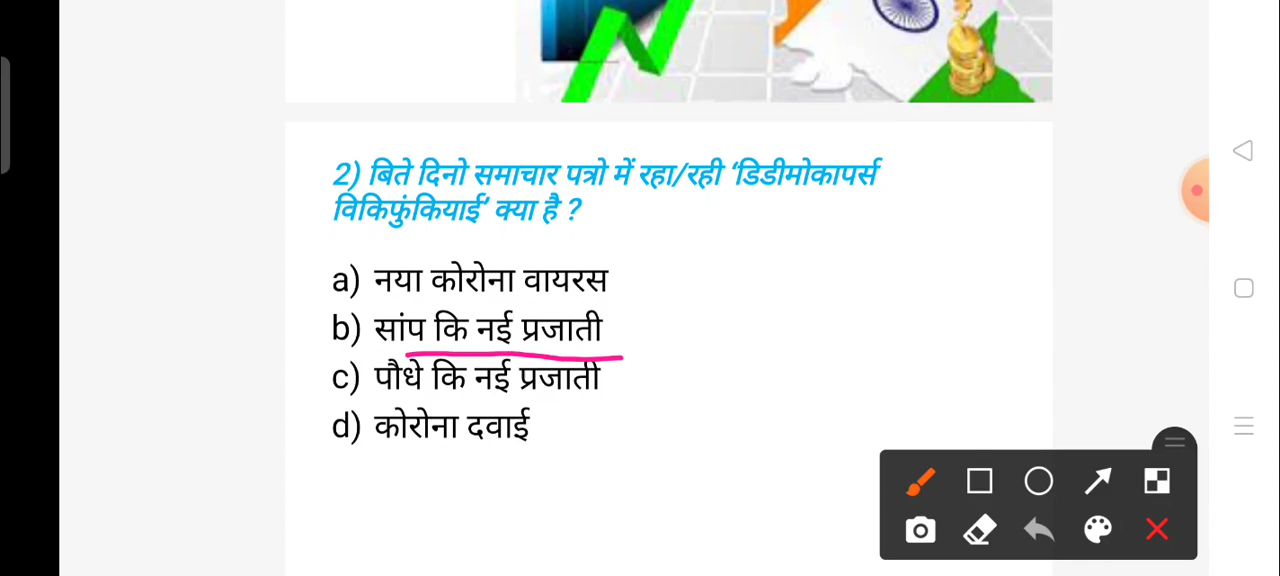 2) बिते दिनो समाचार पत्रो में रहा/रही ‘डिडीमोकापर्स
विकिफुंकियाई’ क्या है ?
a) नया कोरोना वायरस
b) सांप कि नई प्रजाती
c) पौधे कि नई प्रजाती
d) कोरोना दवाई